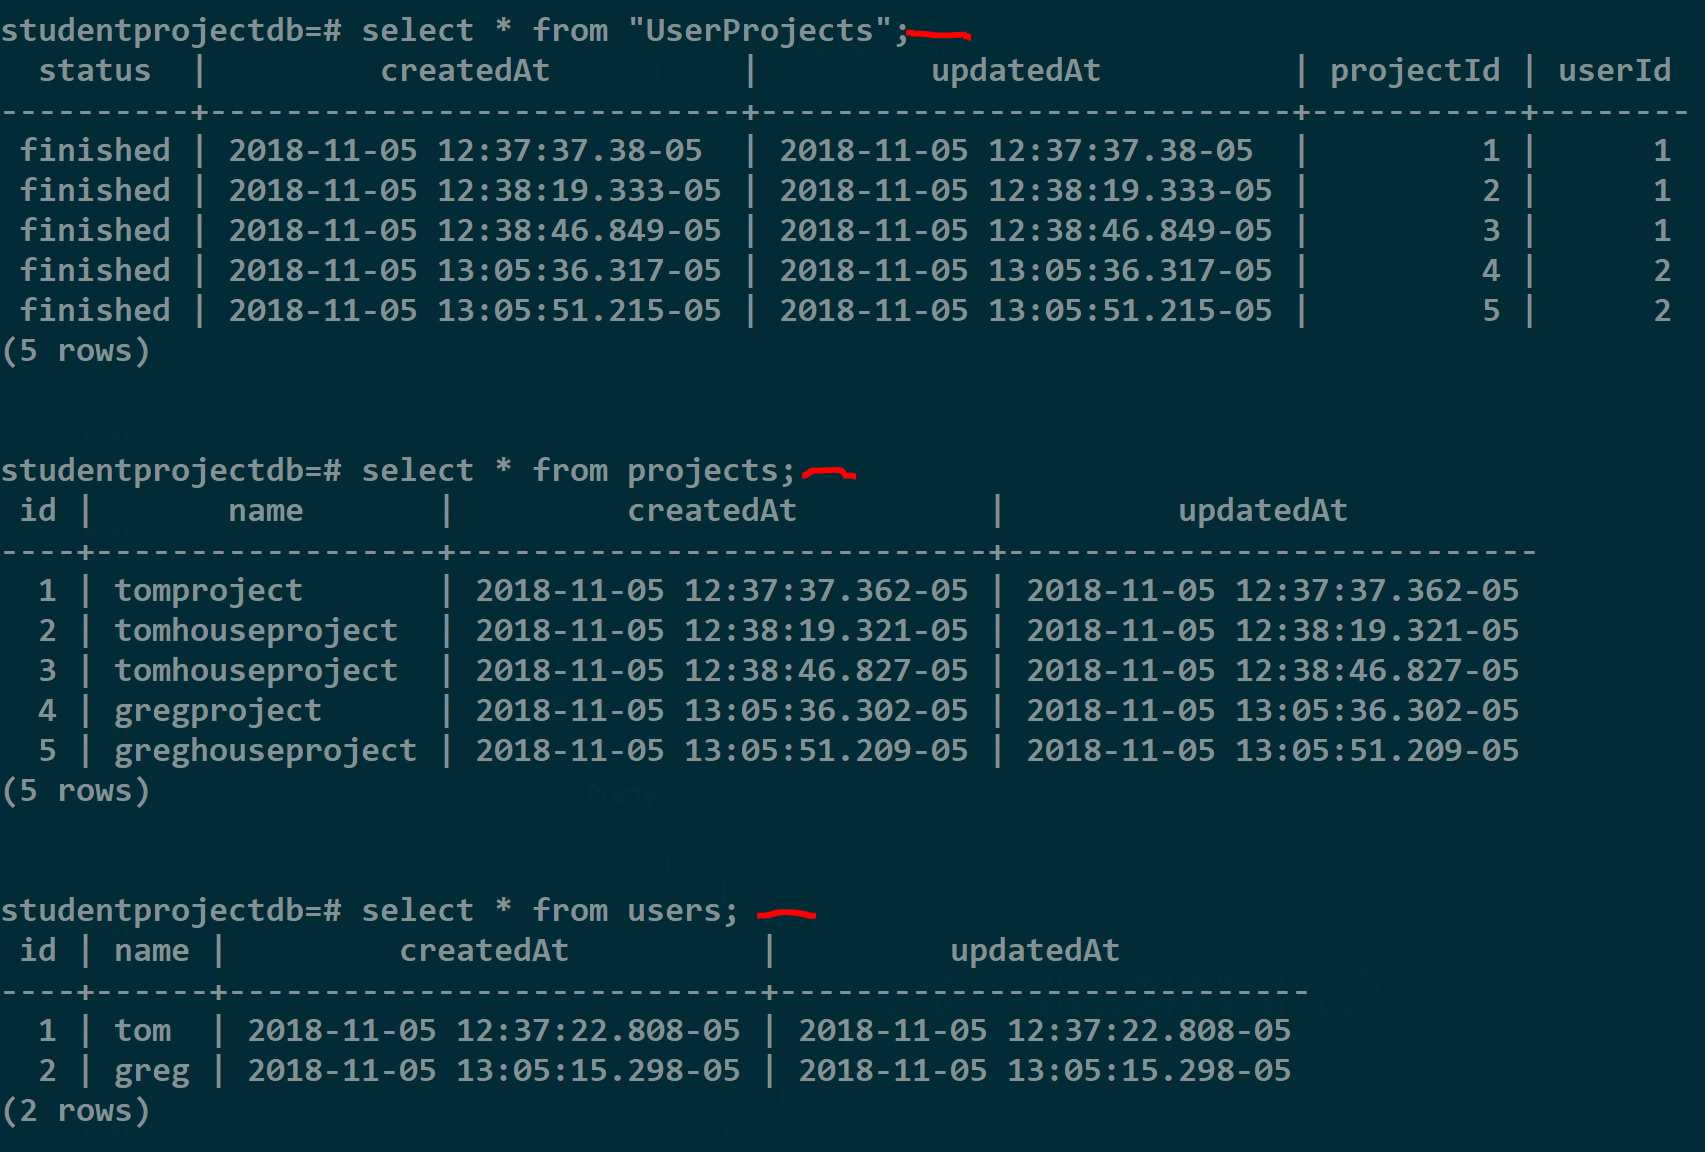 studentprojectdb=# select * from "UserProjects";
  status  |         createdAt          |         updatedAt          | projectId | userId
----------+----------------------------+----------------------------+-----------+--------
 finished | 2018-11-05 12:37:37.38-05  | 2018-11-05 12:37:37.38-05  |         1 |      1
 finished | 2018-11-05 12:38:19.333-05 | 2018-11-05 12:38:19.333-05 |         2 |      1
 finished | 2018-11-05 12:38:46.849-05 | 2018-11-05 12:38:46.849-05 |         3 |      1
 finished | 2018-11-05 13:05:36.317-05 | 2018-11-05 13:05:36.317-05 |         4 |      2
 finished | 2018-11-05 13:05:51.215-05 | 2018-11-05 13:05:51.215-05 |         5 |      2
(5 rows)
studentprojectdb=# select * from projects;
 id |       name       |         createdAt          |         updatedAt
----+------------------+----------------------------+----------------------------
  1 | tomproject       | 2018-11-05 12:37:37.362-05 | 2018-11-05 12:37:37.362-05
  2 | tomhouseproject  | 2018-11-05 12:38:19.321-05 | 2018-11-05 12:38:19.321-05
  3 | tomhouseproject  | 2018-11-05 12:38:46.827-05 | 2018-11-05 12:38:46.827-05
  4 | gregproject      | 2018-11-05 13:05:36.302-05 | 2018-11-05 13:05:36.302-05
  5 | greghouseproject | 2018-11-05 13:05:51.209-05 | 2018-11-05 13:05:51.209-05
(5 rows)
Pretty
studentprojectdb=# select * from users;
 id | name |         createdAt          |         updatedAt
----+------+----------------------------+----------------------------
  1 | tom  | 2018-11-05 12:37:22.808-05 | 2018-11-05 12:37:22.808-05
  2 | greg | 2018-11-05 13:05:15.298-05 | 2018-11-05 13:05:15.298-05
(2 rows)